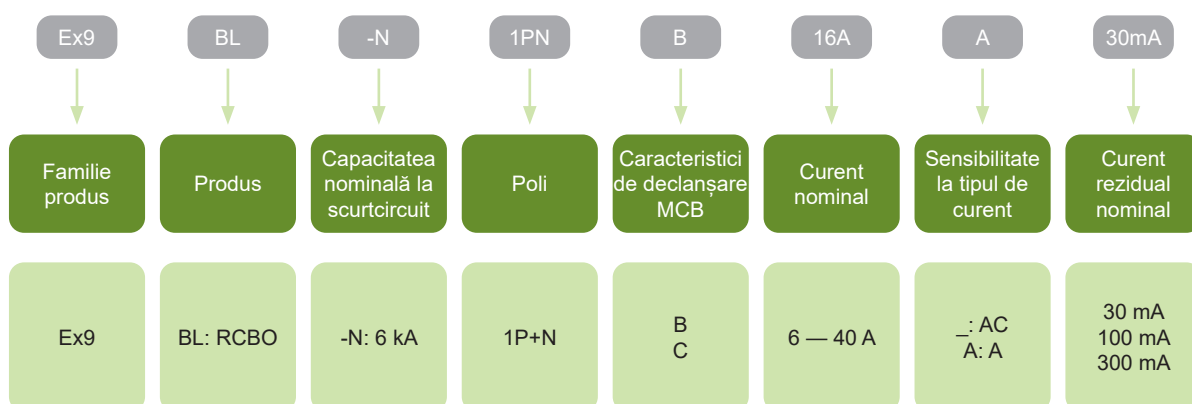 Ex9
BL
-N
1PN
B
16A
A
30mA
Familie
produs
Produs
Capacitatea
nominală la
scurtcircuit
Poli
Caracteristici
de declanșare
MCB
Curent
nominal
Sensibilitate
la tipul de
curent
Curent
rezidual
nominal
Ex9
BL: RCBO
-N: 6 kA
1P+N
B
C
6 — 40 A
_: AC
A: A
30 mA
100 mA
300 mA